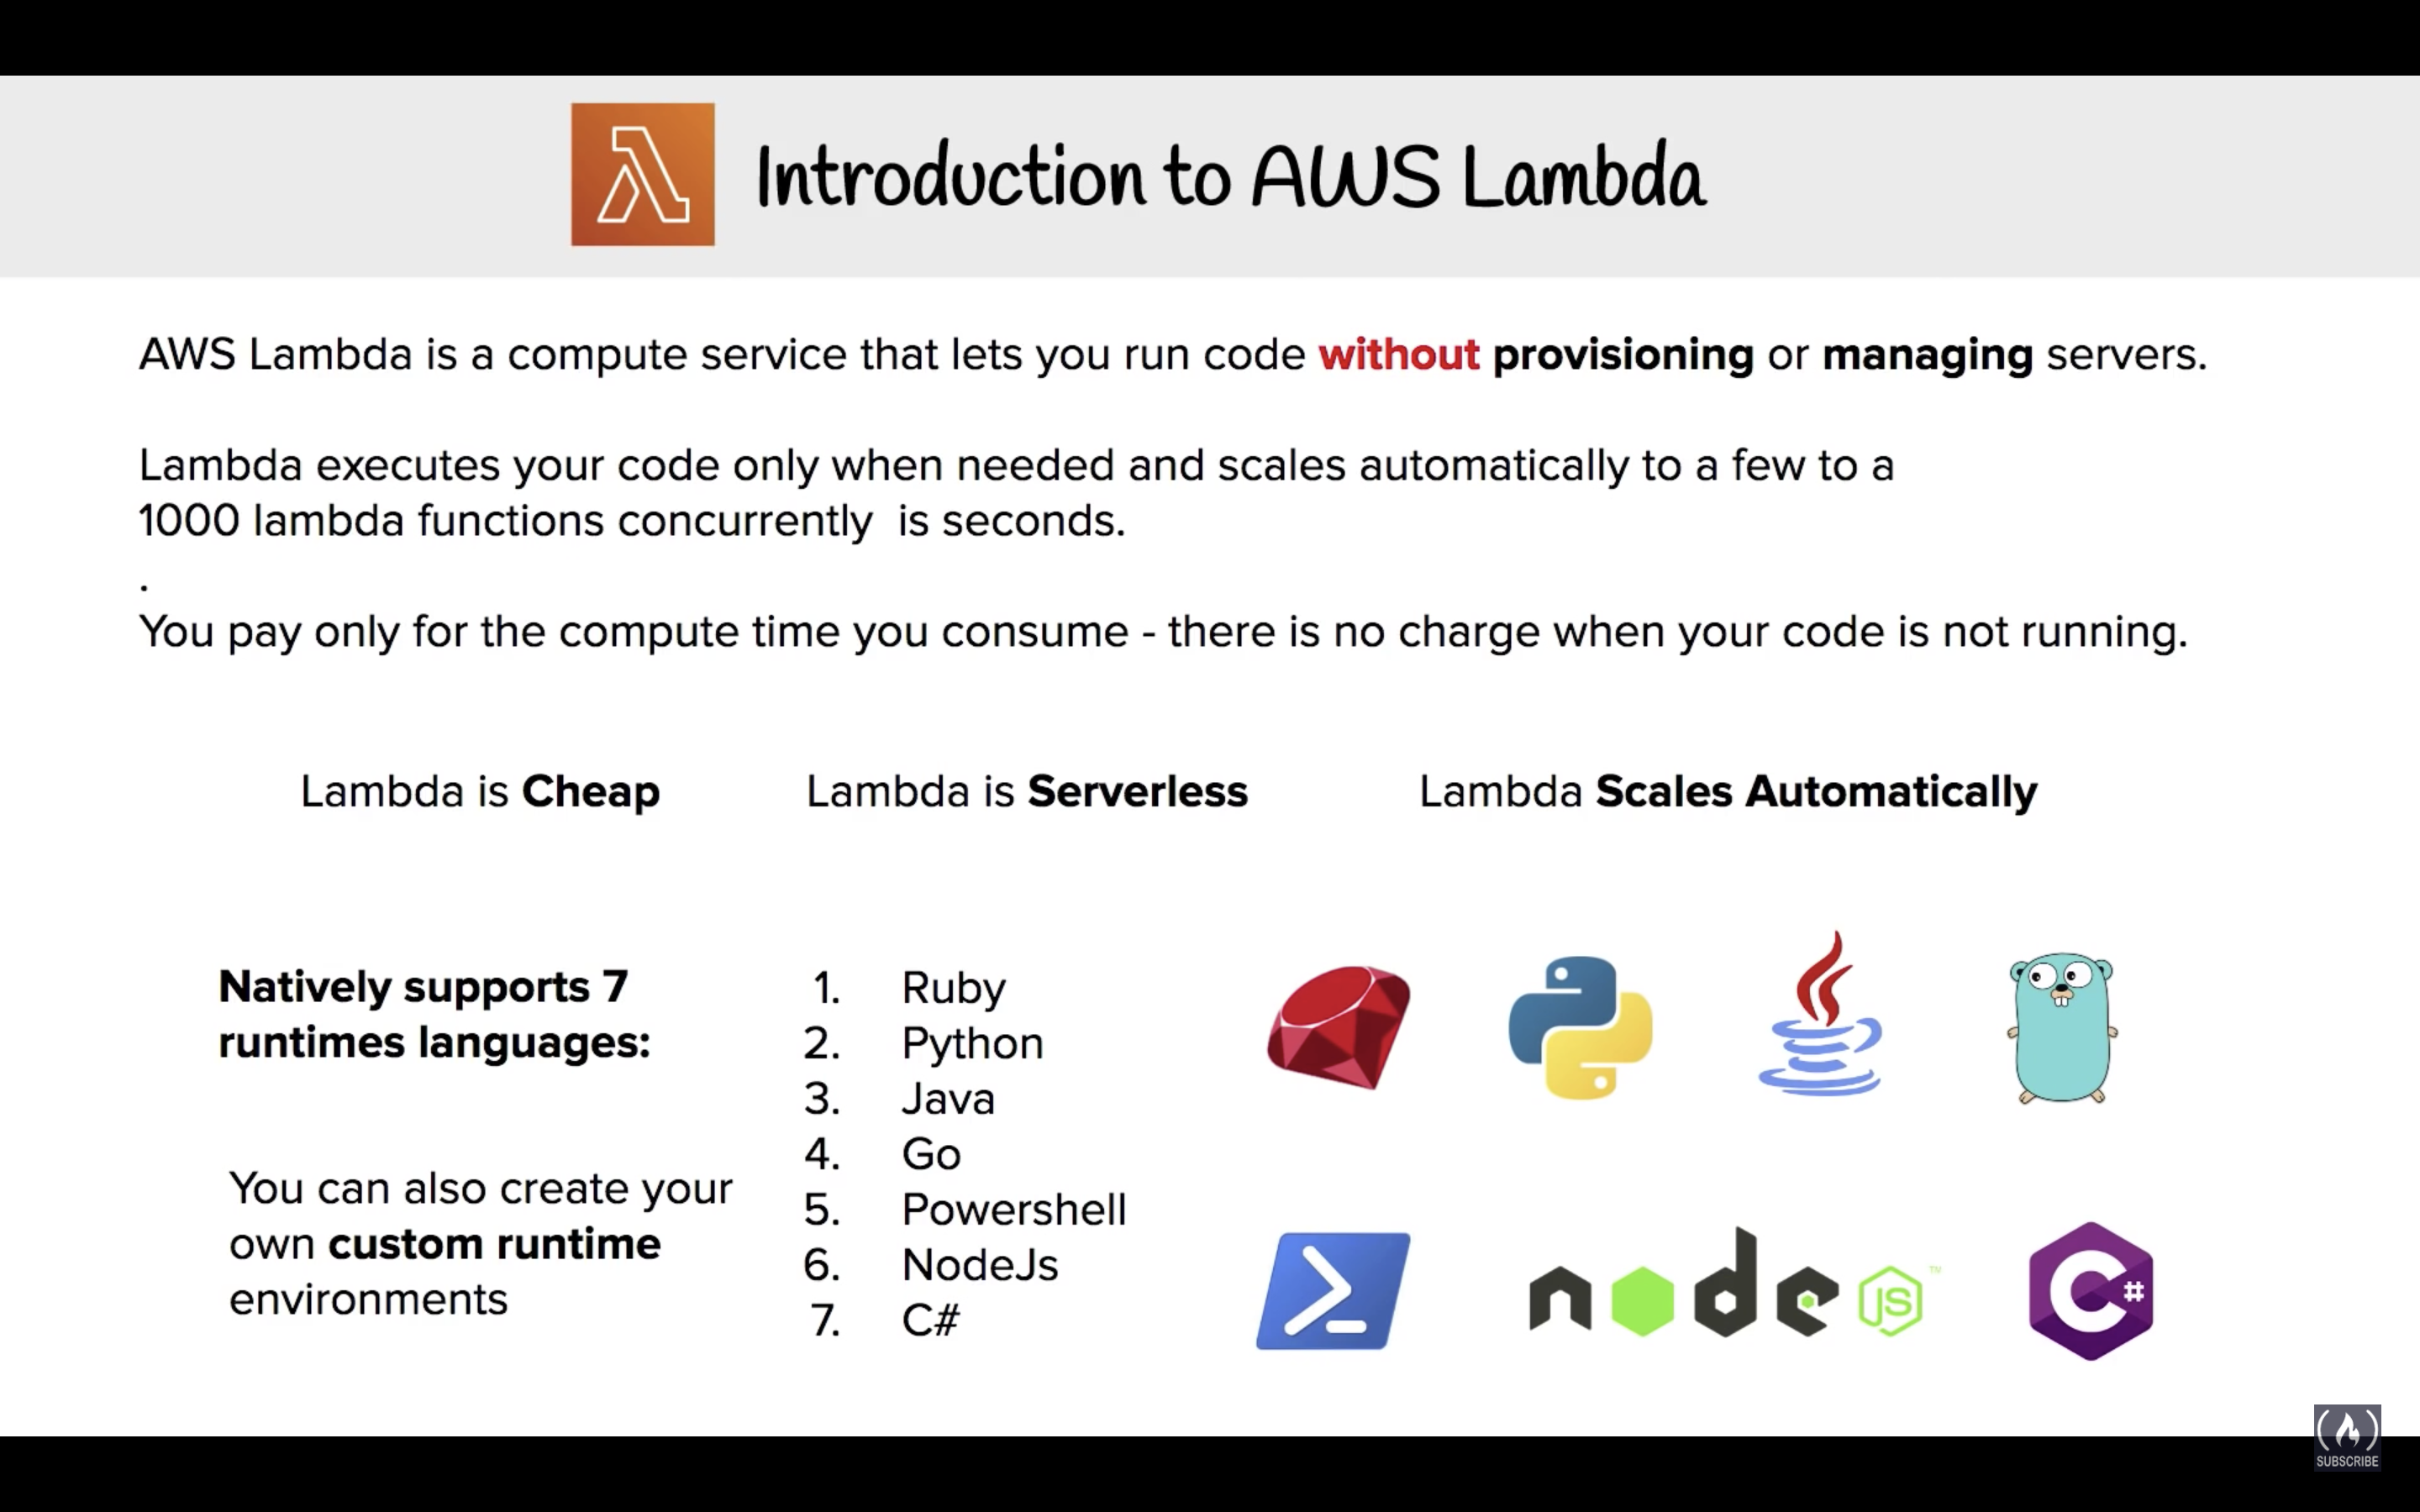 Introduction to AWS Lambda
AWS Lambda is a compute service that lets you run code without provisioning or managing servers.
Lambda executes your code only when needed and scales automatically to a few to a
1000 lambda functions concurrently  is seconds.
.
You pay only for the compute time you consume - there is no charge when your code is not running.
Lambda is Cheap
Lambda is Serverless
Lambda Scales Automatically
Natively supports 7
runtimes languages:
You can also create your
own custom runtime
environments
1. Ruby
2. Python
3. Java
4. Go
5. Powershell
6. NodeJs
7. C#
node JS ™
C#
SUBSCRIBE